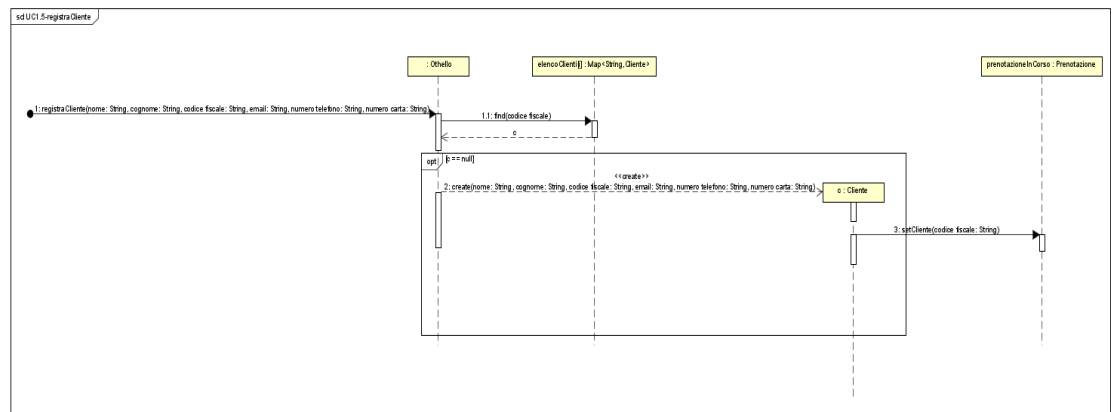 sd UC1.5-registraCliente
: Othello
elencoClienti[] : Map<String,Cliente>
prenotazioneInCorso : Prenotazione
1: registraCliente(nome: String, cognome: String, codice fiscale: String, email: String, numero telefono: String, numero carta: String)
1.1: find(codice fiscale)
c
opt
[c == null]
<<create>>
2: create(nome: String, cognome: String, codice fiscale: String, email: String, numero telefono: String, numero carta: String)
c : Cliente
3: setCliente(codice fiscale: String)